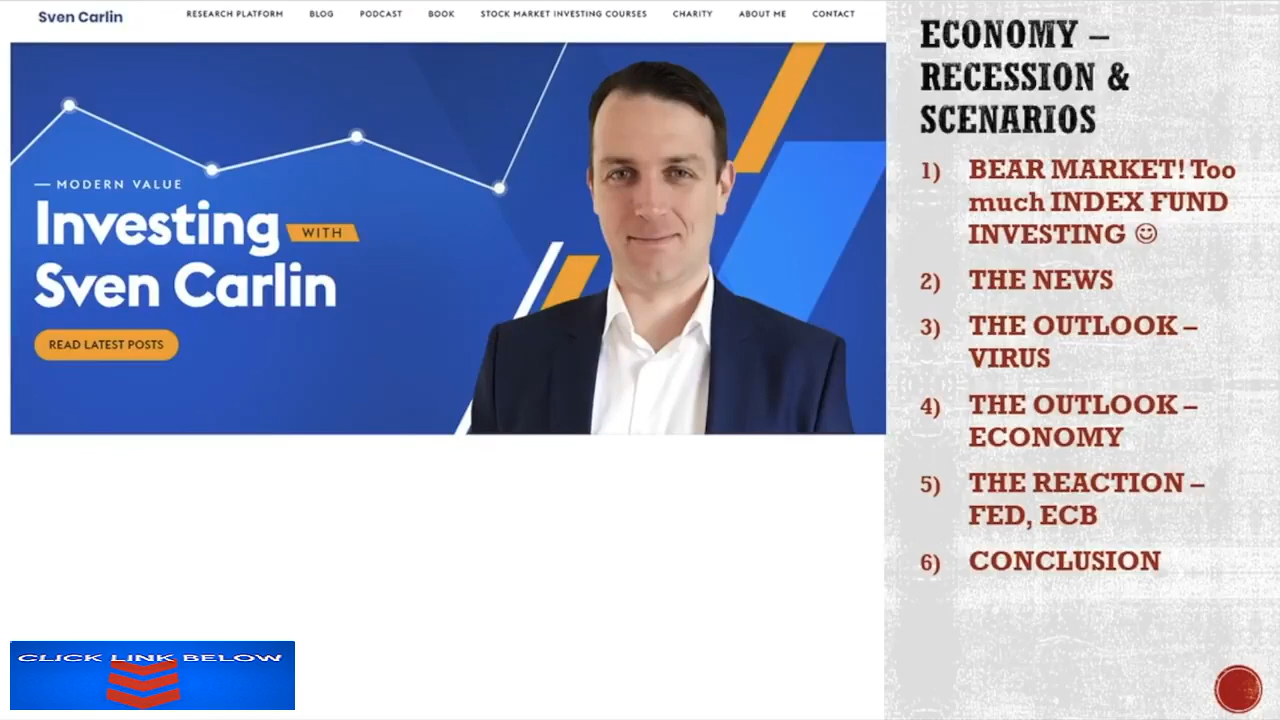 Sven Carlin
RESEARCH PLATFORM BLOG PODCAST BOOK STOCK MARKET INVESTING COURSES CHARITY ABOUT ME CONTACT
— MODERN VALUE
Investing WITH
Sven Carlin
READ LATEST POSTS
CLICK LINK BELOW
ECONOMY –
RECESSION &
SCENARIOS
1) BEAR MARKET! Too
much INDEX FUND
INVESTING ☺
2) THE NEWS
3) THE OUTLOOK –
VIRUS
4) THE OUTLOOK –
ECONOMY
5) THE REACTION –
FED, ECB
6) CONCLUSION